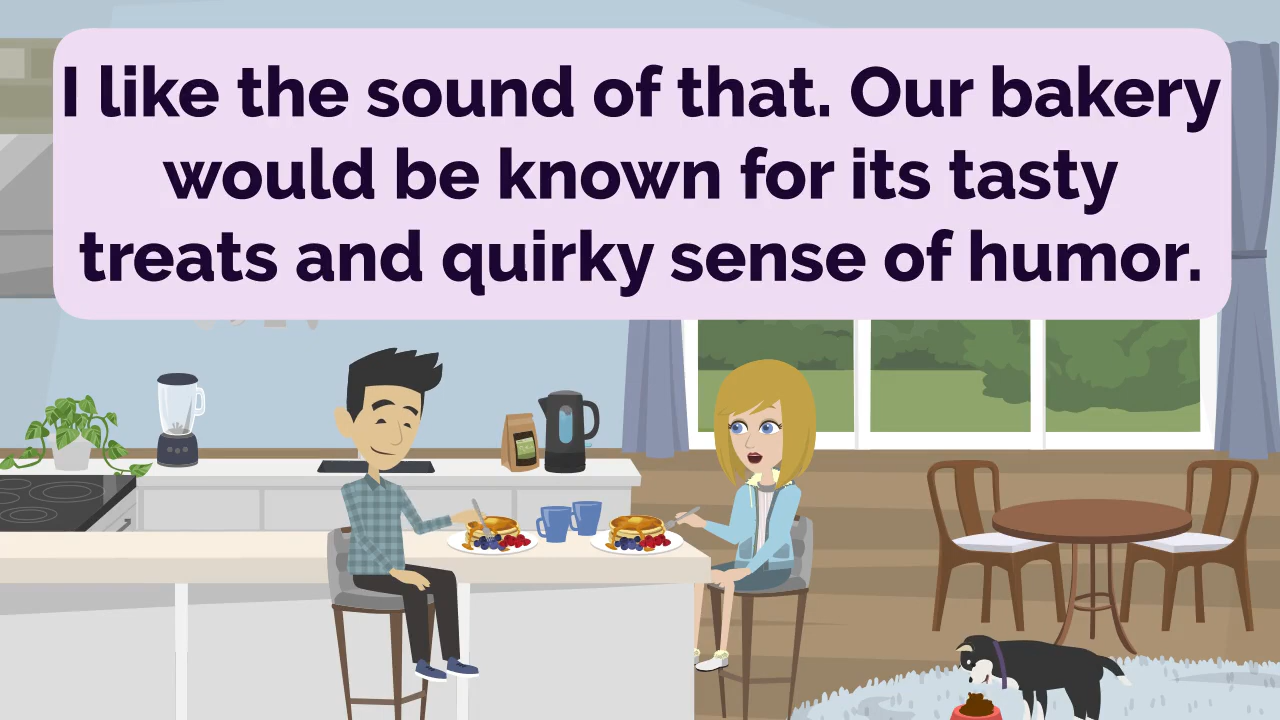 I like the sound of that. Our bakery
would be known for its tasty
treats and quirky sense of humor.